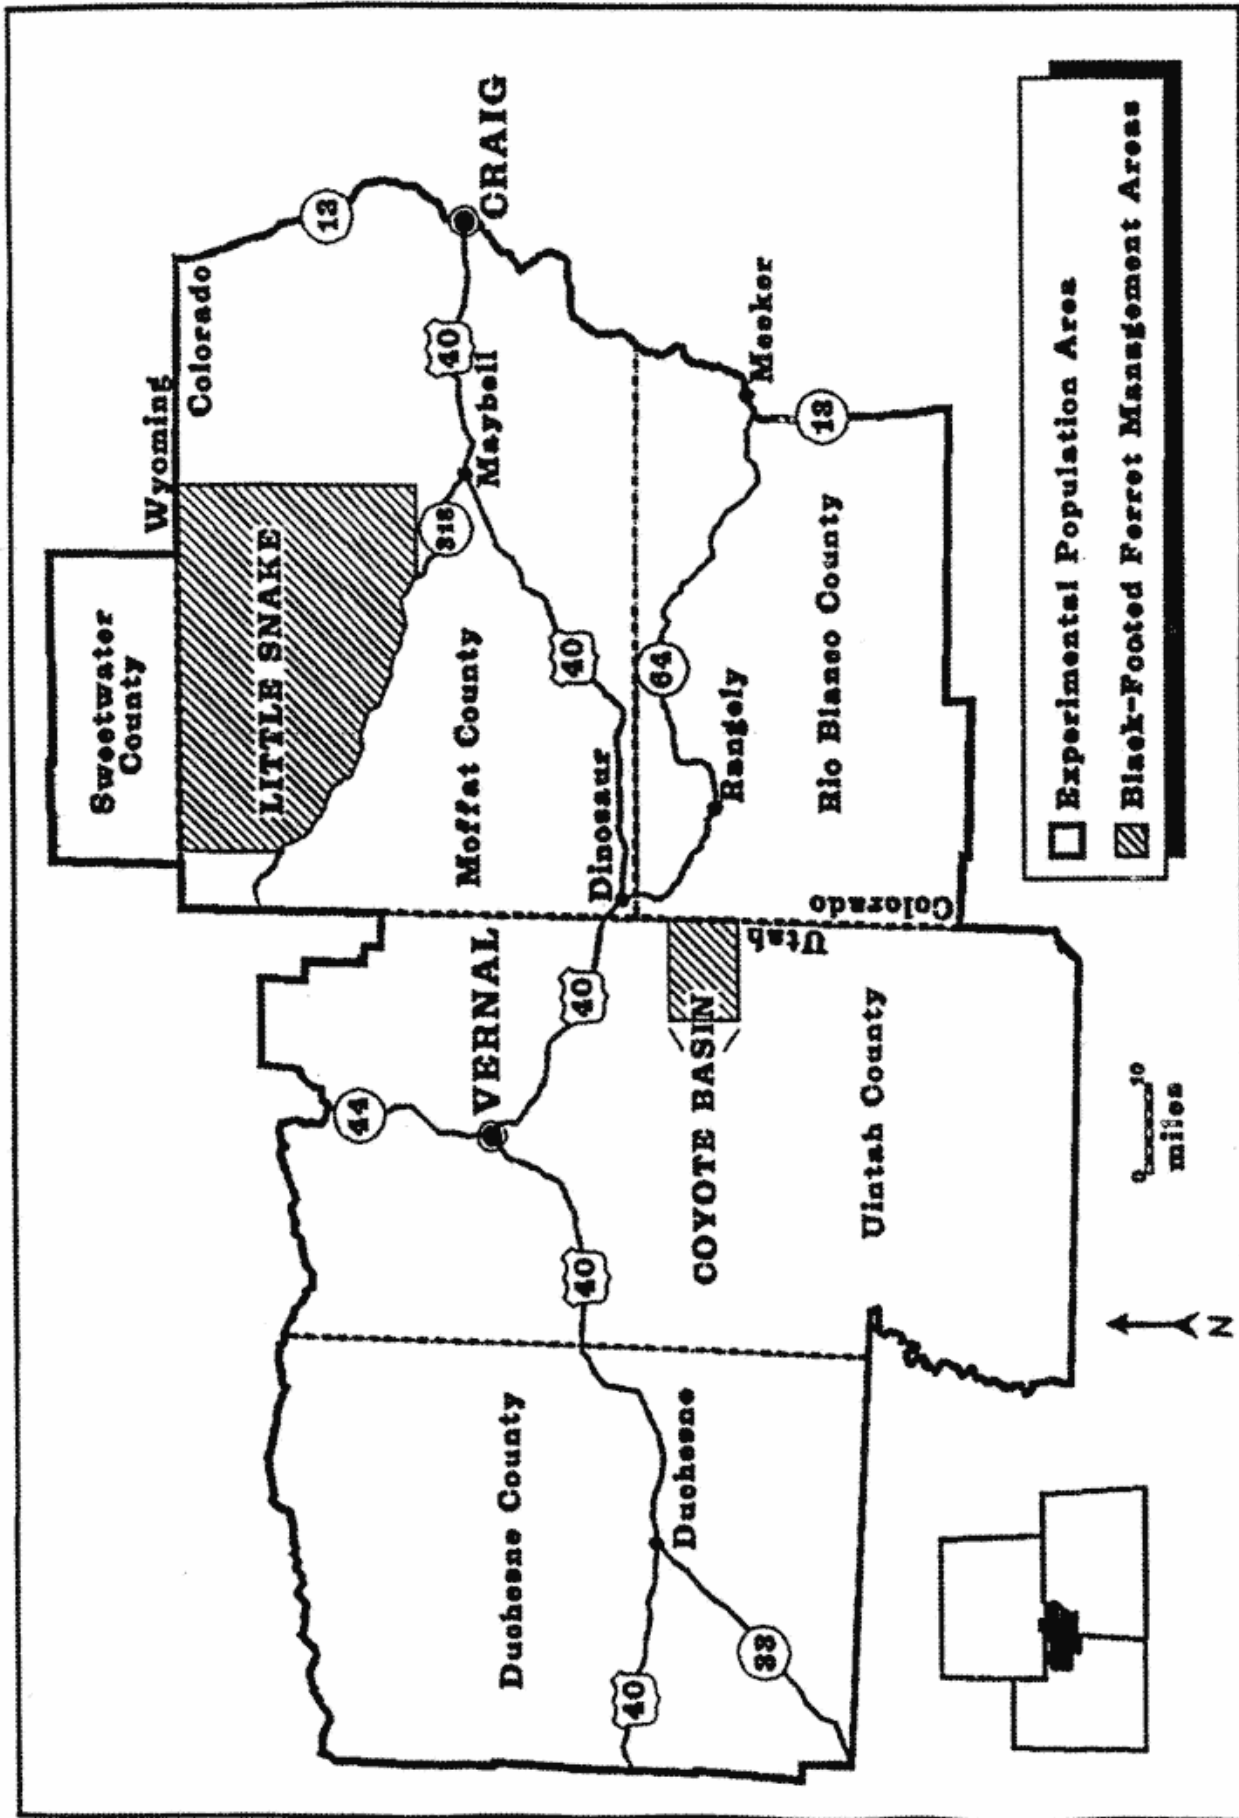 Wyoming
Colorado
Sweetwater
County
LITTLE SNAKE
13
CRAIG
40
Maybell
318
Moffat County
40
Dinosaur
64
Rangely
Meeker
13
Rio Blanco County
Colorado
Utah
44
VERNAL
40
COYOTE BASIN
Uintah County
40
Duchesne County
Duchesne
40
33
N
0 10
miles
Experimental Population Area
Black-Footed Ferret Management Areas